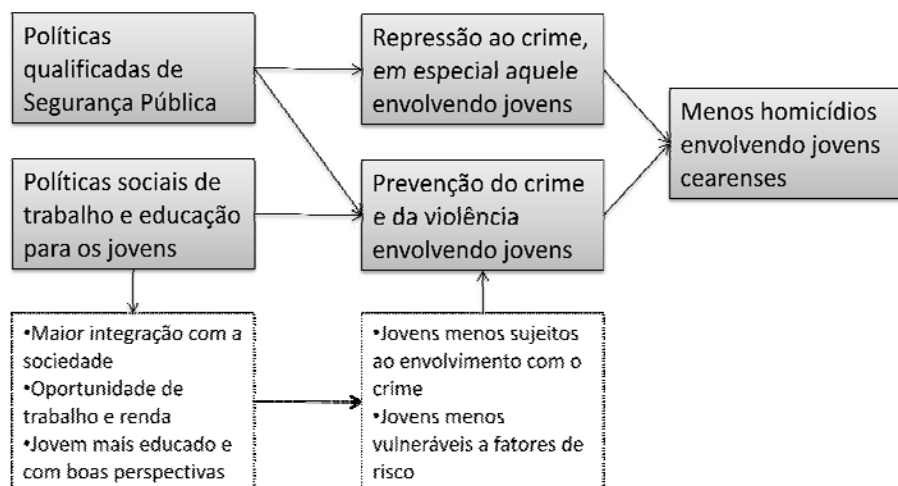 Políticas
qualificadas de
Segurança Pública
Repressão ao crime,
em especial aquele
envolvendo jovens
Menos homicídios
envolvendo jovens
cearenses
Políticas sociais de
trabalho e educação
para os jovens
Prevenção do crime
e da violência
envolvendo jovens
•Maior integração com a
sociedade
•Oportunidade de
trabalho e renda
•Jovem mais educado e
com boas perspectivas
•Jovens menos sujeitos
ao envolvimento com o
crime
•Jovens menos
vulneráveis a fatores de
risco